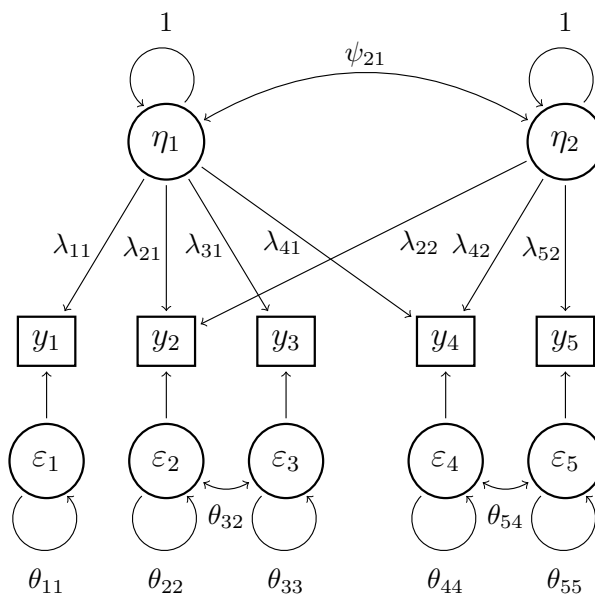 1 1
ψ21
η1 η2
λ11 λ21 λ31 λ41 λ22 λ42 λ52
y1 y2 y3 y4 y5
ε1 ε2 ε3 ε4 ε5
θ32 θ54
θ11 θ22 θ33 θ44 θ55